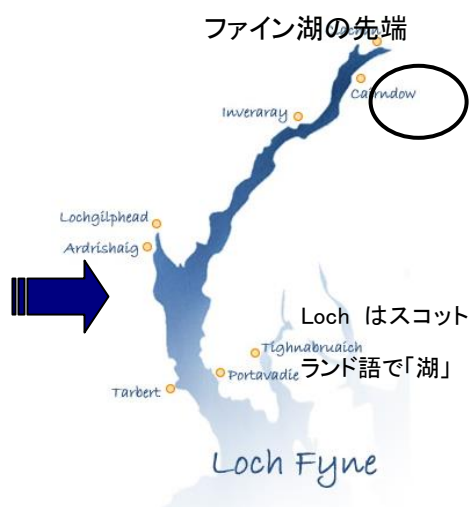 ファイン湖の先端
Cairndow
Inveraray
Lochgilphead
Ardrishaig
Loch はスコット
ランド語で「湖」
Tighnabruaich
Portavadie
Tarbert
Loch Fyne